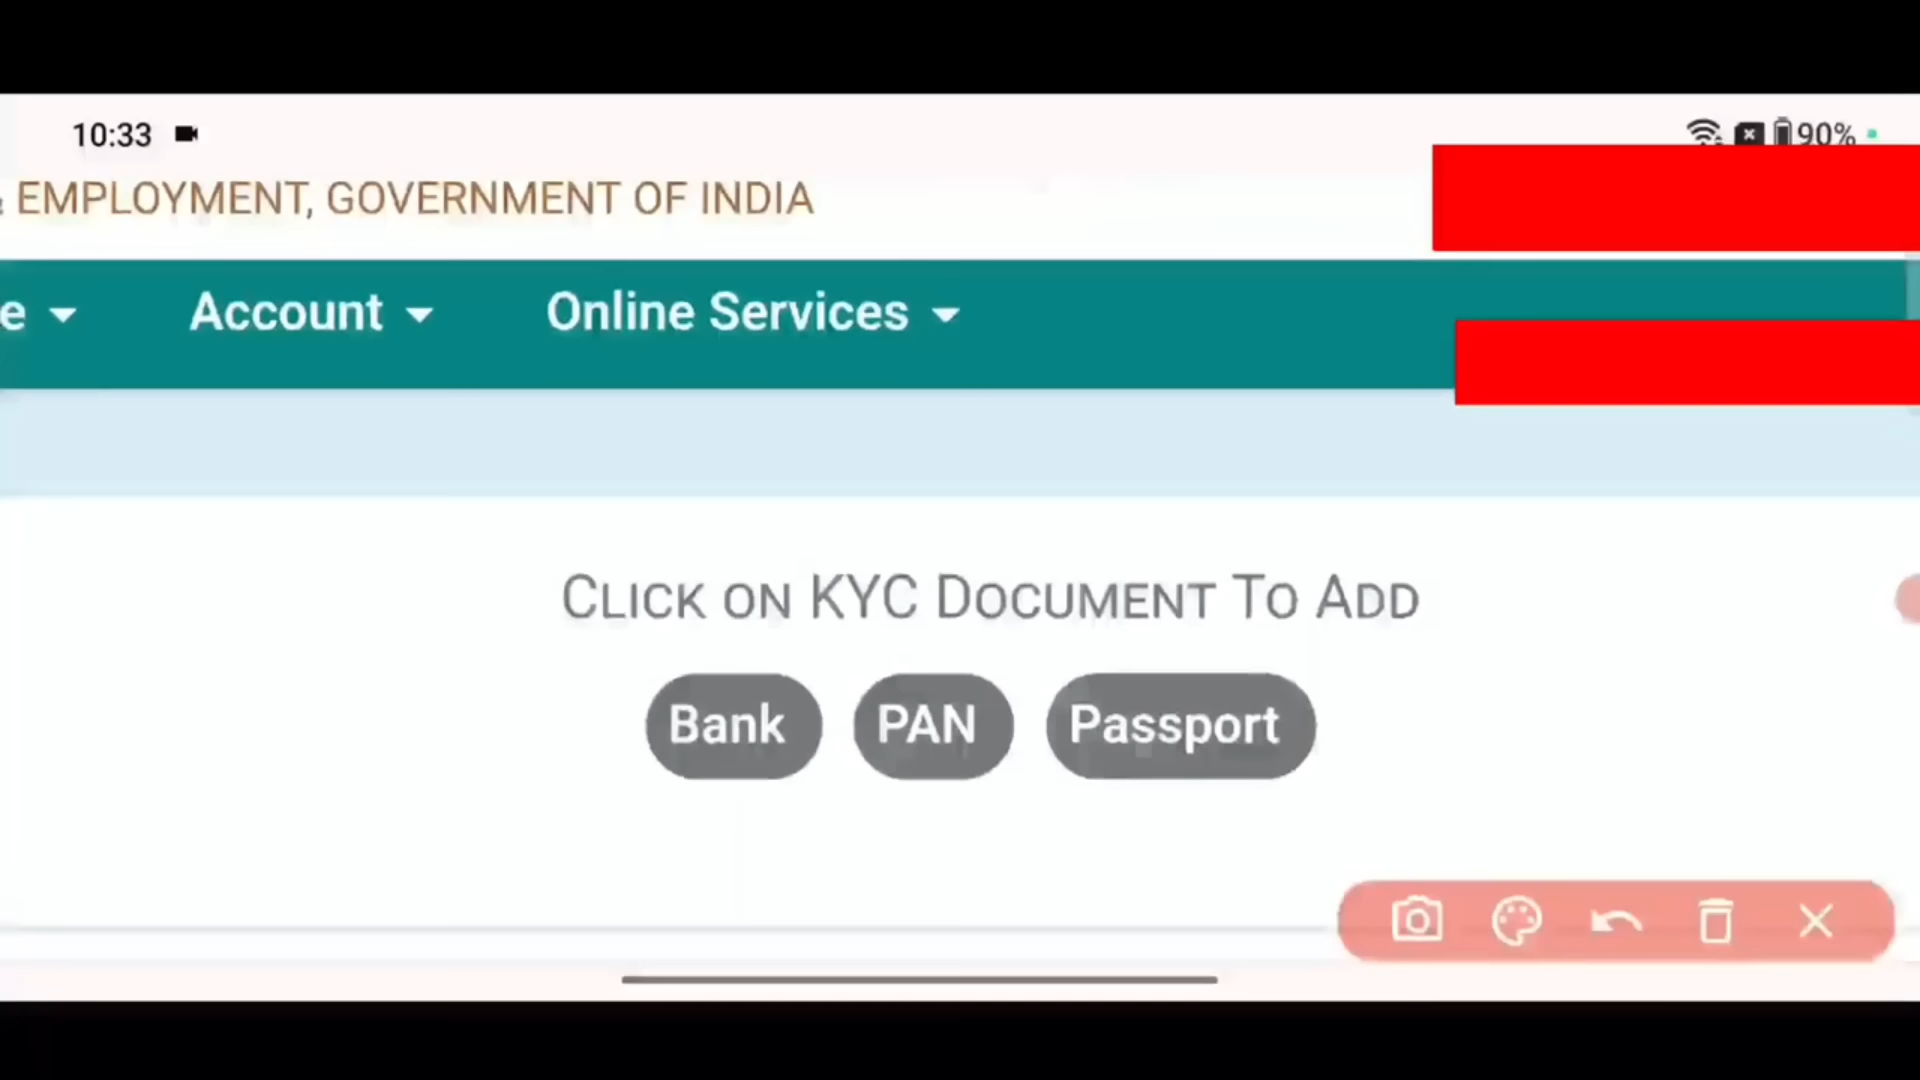 10:33
90%
EMPLOYMENT, GOVERNMENT OF INDIA
e Account Online Services
CLICK ON KYC DOCUMENT TO ADD
Bank PAN Passport